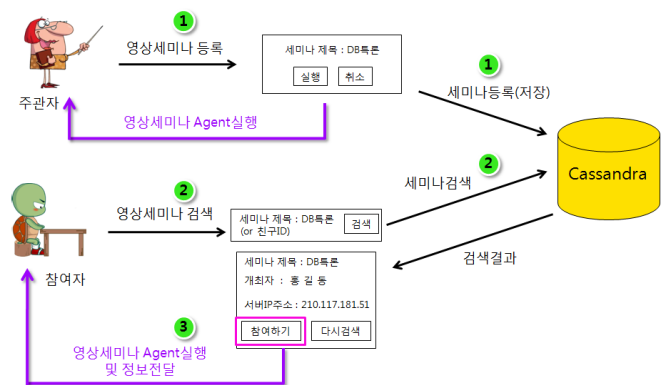 1
영상세미나 등록
세미나 제목 : DB특론
실행 취소
1
세미나등록(저장)
주관자
영상세미나 Agent실행
Cassandra
2
영상세미나 검색
2
세미나검색
세미나 제목 : DB특론
(or 친구ID)
검색
검색결과
참여자
세미나 제목 : DB특론
개최자 : 홍 길 동
서버IP주소 : 210.117.181.51
참여하기 다시검색
3
영상세미나 Agent실행
및 정보전달